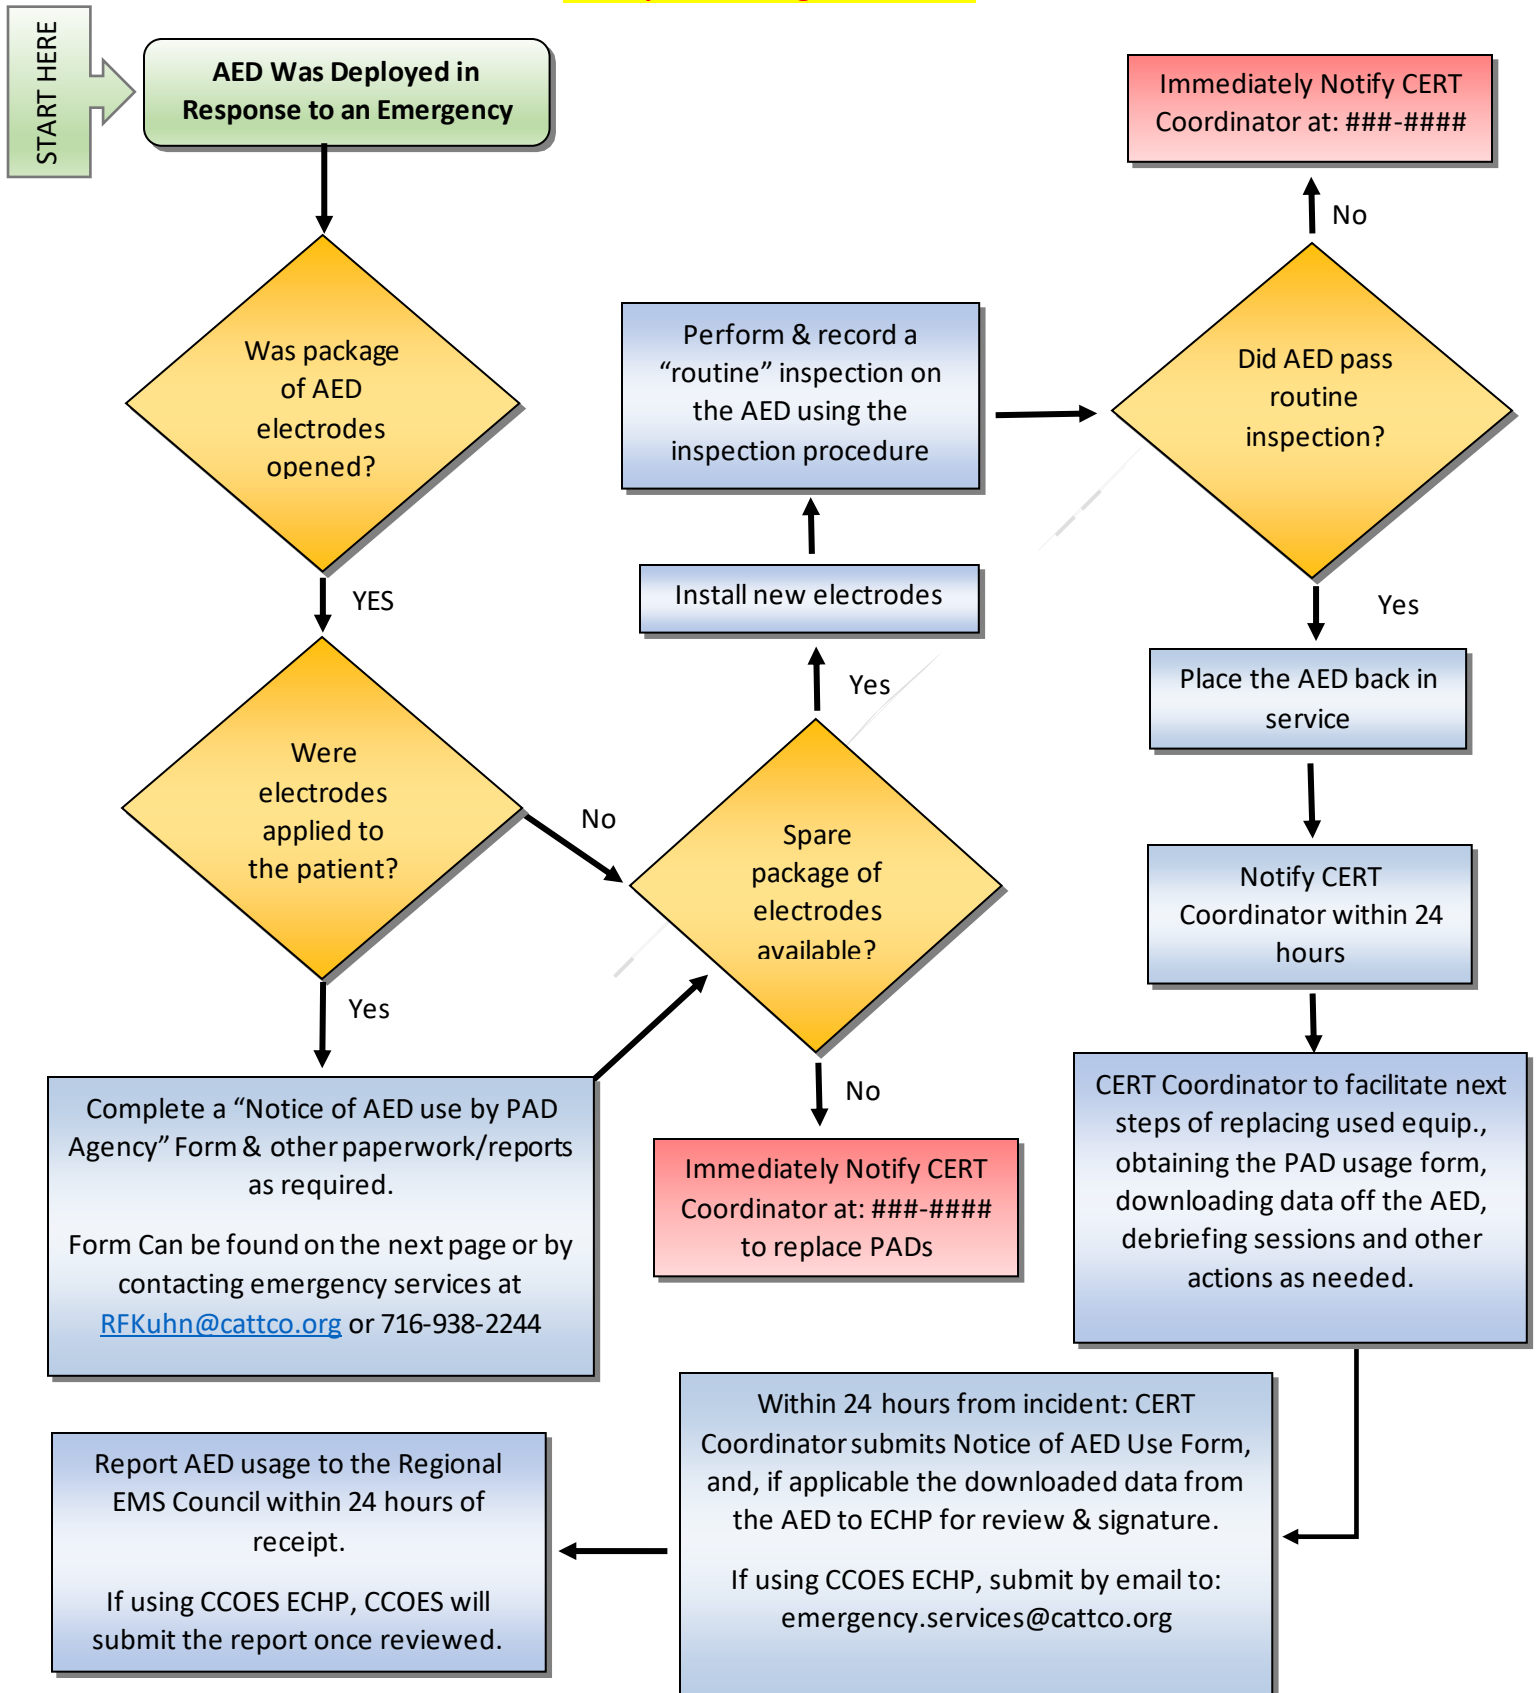 START HERE
AED Was Deployed in
Response to an Emergency
Was package
of AED
electrodes
opened?
YES
Were
electrodes
applied to
the patient?
No
Yes
Complete a “Notice of AED use by PAD
Agency” Form & other paperwork/reports
as required.
Form Can be found on the next page or by
contacting emergency services at
RFKuhn@cattco.org or 716-938-2244
Spare
package of
electrodes
available?
Yes
Install new electrodes
Perform & record a
“routine” inspection on
the AED using the
inspection procedure
No
Immediately Notify CERT
Coordinator at: ###-####
to replace PADs
Did AED pass
routine
inspection?
No
Immediately Notify CERT
Coordinator at: ###-####
Yes
Place the AED back in
service
Notify CERT
Coordinator within 24
hours
CERT Coordinator to facilitate next
steps of replacing used equip.,
obtaining the PAD usage form,
downloading data off the AED,
debriefing sessions and other
actions as needed.
Within 24 hours from incident: CERT
Coordinator submits Notice of AED Use Form,
and, if applicable the downloaded data from
the AED to ECHP for review & signature.
If using CCOES ECHP, submit by email to:
emergency.services@cattco.org
Report AED usage to the Regional
EMS Council within 24 hours of
receipt.
If using CCOES ECHP, CCOES will
submit the report once reviewed.